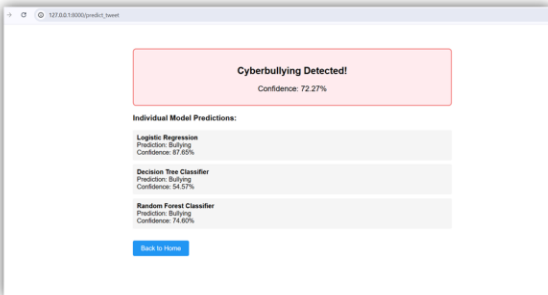 127.0.0.1:8000/predict_tweet
Cyberbullying Detected!
Confidence: 72.27%
Individual Model Predictions:
Logistic Regression
Prediction: Bullying
Confidence: 87.65%
Decision Tree Classifier
Prediction: Bullying
Confidence: 54.57%
Random Forest Classifier
Prediction: Bullying
Confidence: 74.60%
Back to Home